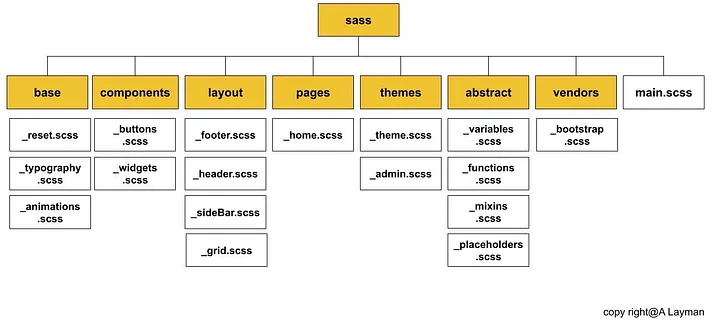 sass
base
components
layout
pages
themes
abstract
vendors
main.scss
_reset.scss
_typography
.scss
_animations
.scss
_buttons
.scss
_widgets
.scss
_footer.scss
_header.scss
_sideBar.scss
_grid.scss
_home.scss
_theme.scss
_admin.scss
_variables
.scss
_functions
.scss
_mixins
.scss
_placeholders
.scss
_bootstrap
.scss
copy right@A Layman